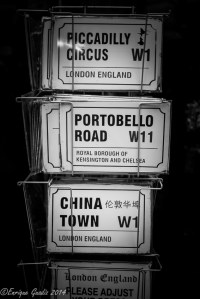 PICCADILLY
CIRCUS W1
LONDON ENGLAND
PORTOBELLO
ROAD W11
ROYAL BOROUGH OF
KENSINGTON AND CHELSEA
CHINA 伦敦华埠
TOWN W1
LONDON ENGLAND
London England
PLEASE ADJUST
©Enrique Gandia 2014